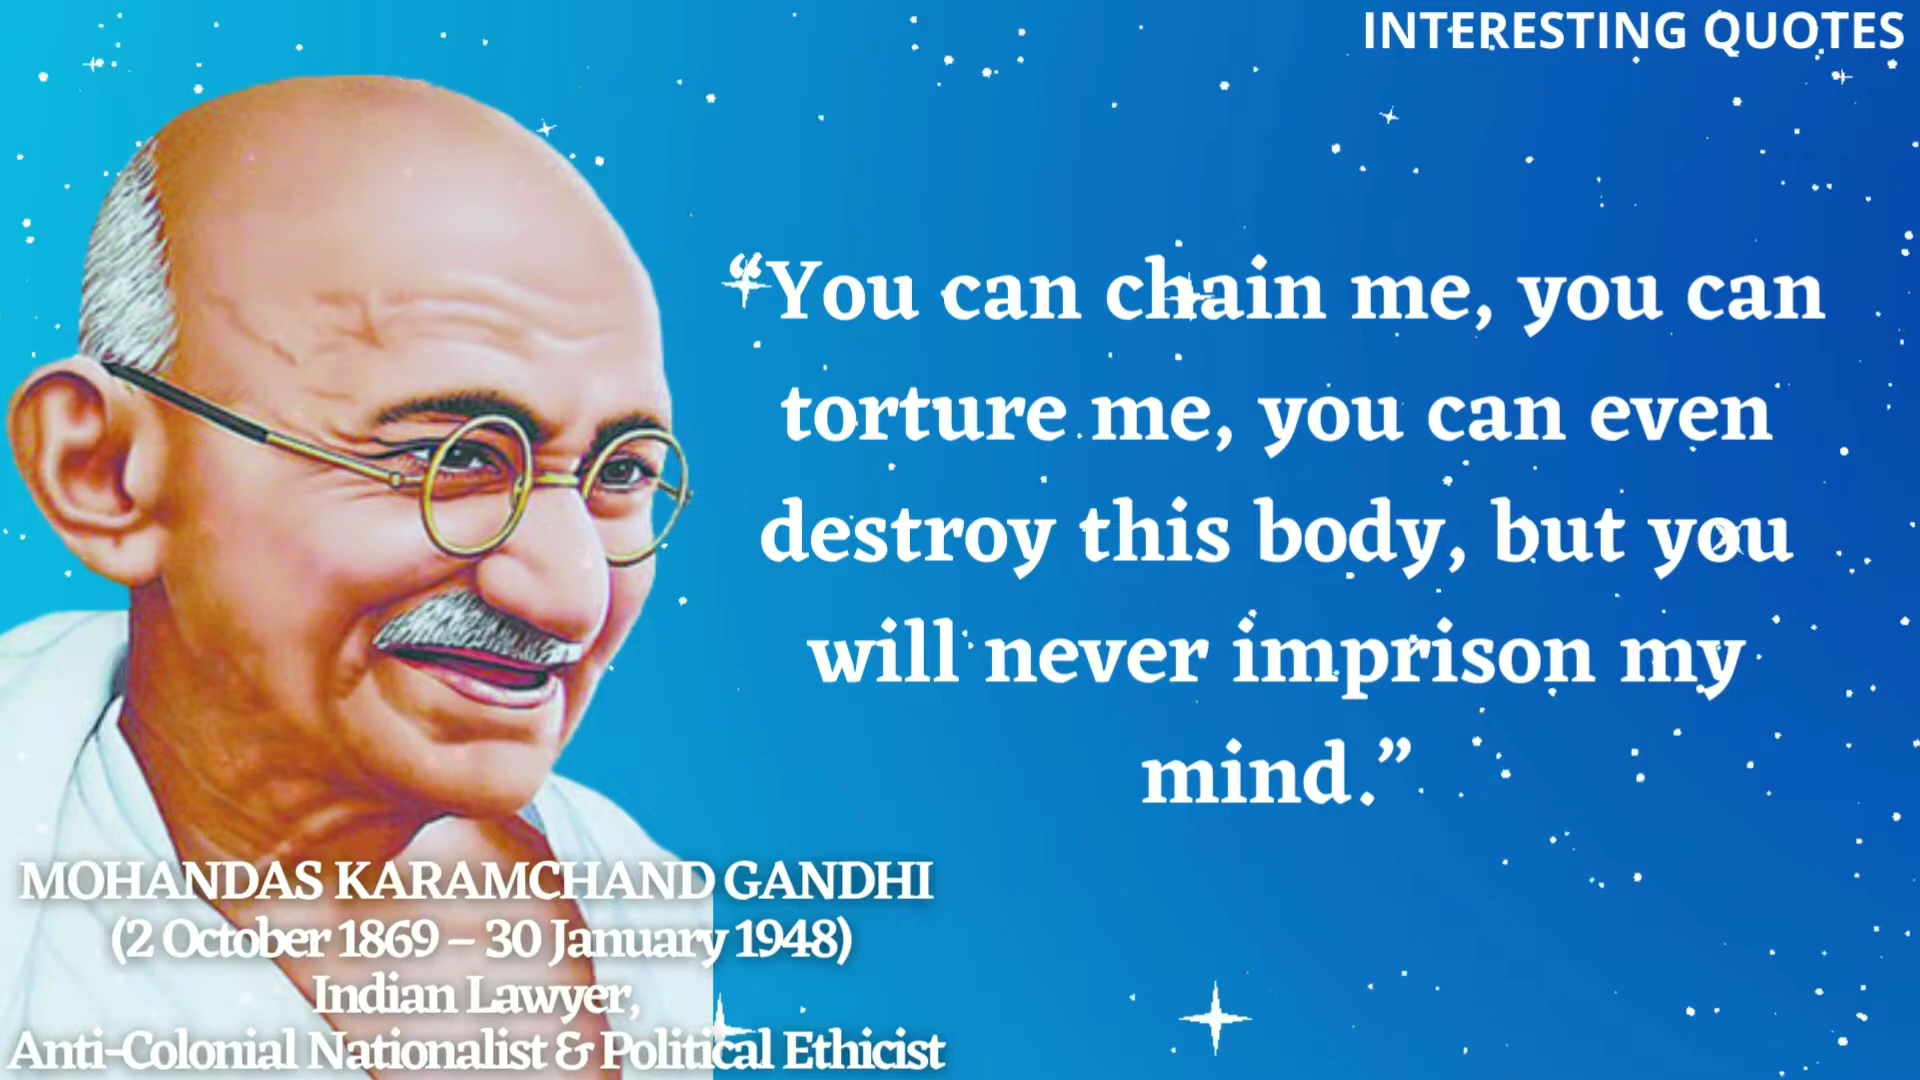 INTERESTING QUOTES
“You can chain me, you can
torture me, you can even
destroy this body, but you
will never imprison my
mind.”
MOHANDAS KARAMCHAND GANDHI
(2 October 1869 – 30 January 1948)
Indian Lawyer,
Anti-Colonial Nationalist & Political Ethicist